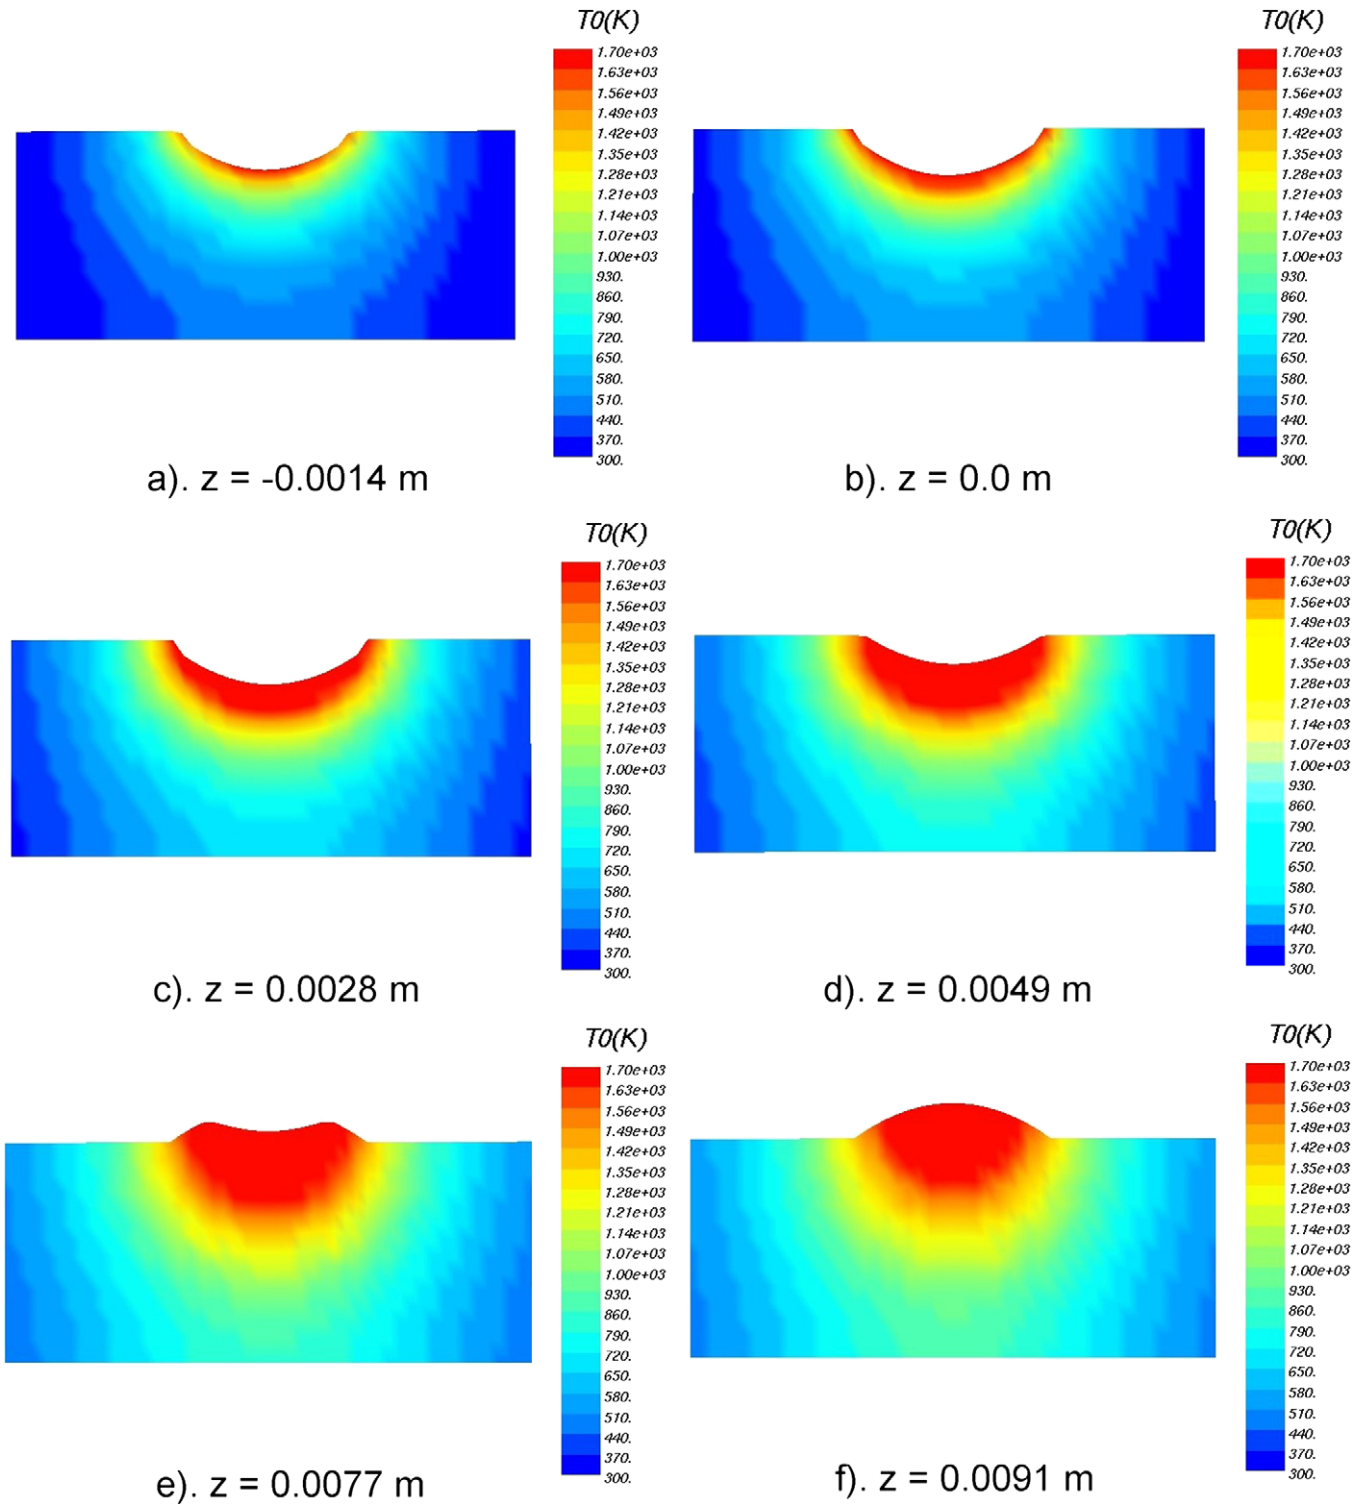 T0(K)
1.70e+03
1.63e+03
1.56e+03
1.49e+03
1.42e+03
1.35e+03
1.28e+03
1.21e+03
1.14e+03
1.07e+03
1.00e+03
930.
860.
790.
720.
650.
580.
510.
440.
370.
300.
a). z = -0.0014 m
T0(K)
1.70e+03
1.63e+03
1.56e+03
1.49e+03
1.42e+03
1.35e+03
1.28e+03
1.21e+03
1.14e+03
1.07e+03
1.00e+03
930.
860.
790.
720.
650.
580.
510.
440.
370.
300.
b). z = 0.0 m
T0(K)
1.70e+03
1.63e+03
1.56e+03
1.49e+03
1.42e+03
1.35e+03
1.28e+03
1.21e+03
1.14e+03
1.07e+03
1.00e+03
930.
860.
790.
720.
650.
580.
510.
440.
370.
300.
c). z = 0.0028 m
T0(K)
1.70e+03
1.63e+03
1.56e+03
1.49e+03
1.42e+03
1.35e+03
1.28e+03
1.21e+03
1.14e+03
1.07e+03
1.00e+03
930.
860.
790.
720.
650.
580.
510.
440.
370.
300.
d). z = 0.0049 m
T0(K)
1.70e+03
1.63e+03
1.56e+03
1.49e+03
1.42e+03
1.35e+03
1.28e+03
1.21e+03
1.14e+03
1.07e+03
1.00e+03
930.
860.
790.
720.
650.
580.
510.
440.
370.
300.
e). z = 0.0077 m
T0(K)
1.70e+03
1.63e+03
1.56e+03
1.49e+03
1.42e+03
1.35e+03
1.28e+03
1.21e+03
1.14e+03
1.07e+03
1.00e+03
930.
860.
790.
720.
650.
580.
510.
440.
370.
300.
f). z = 0.0091 m